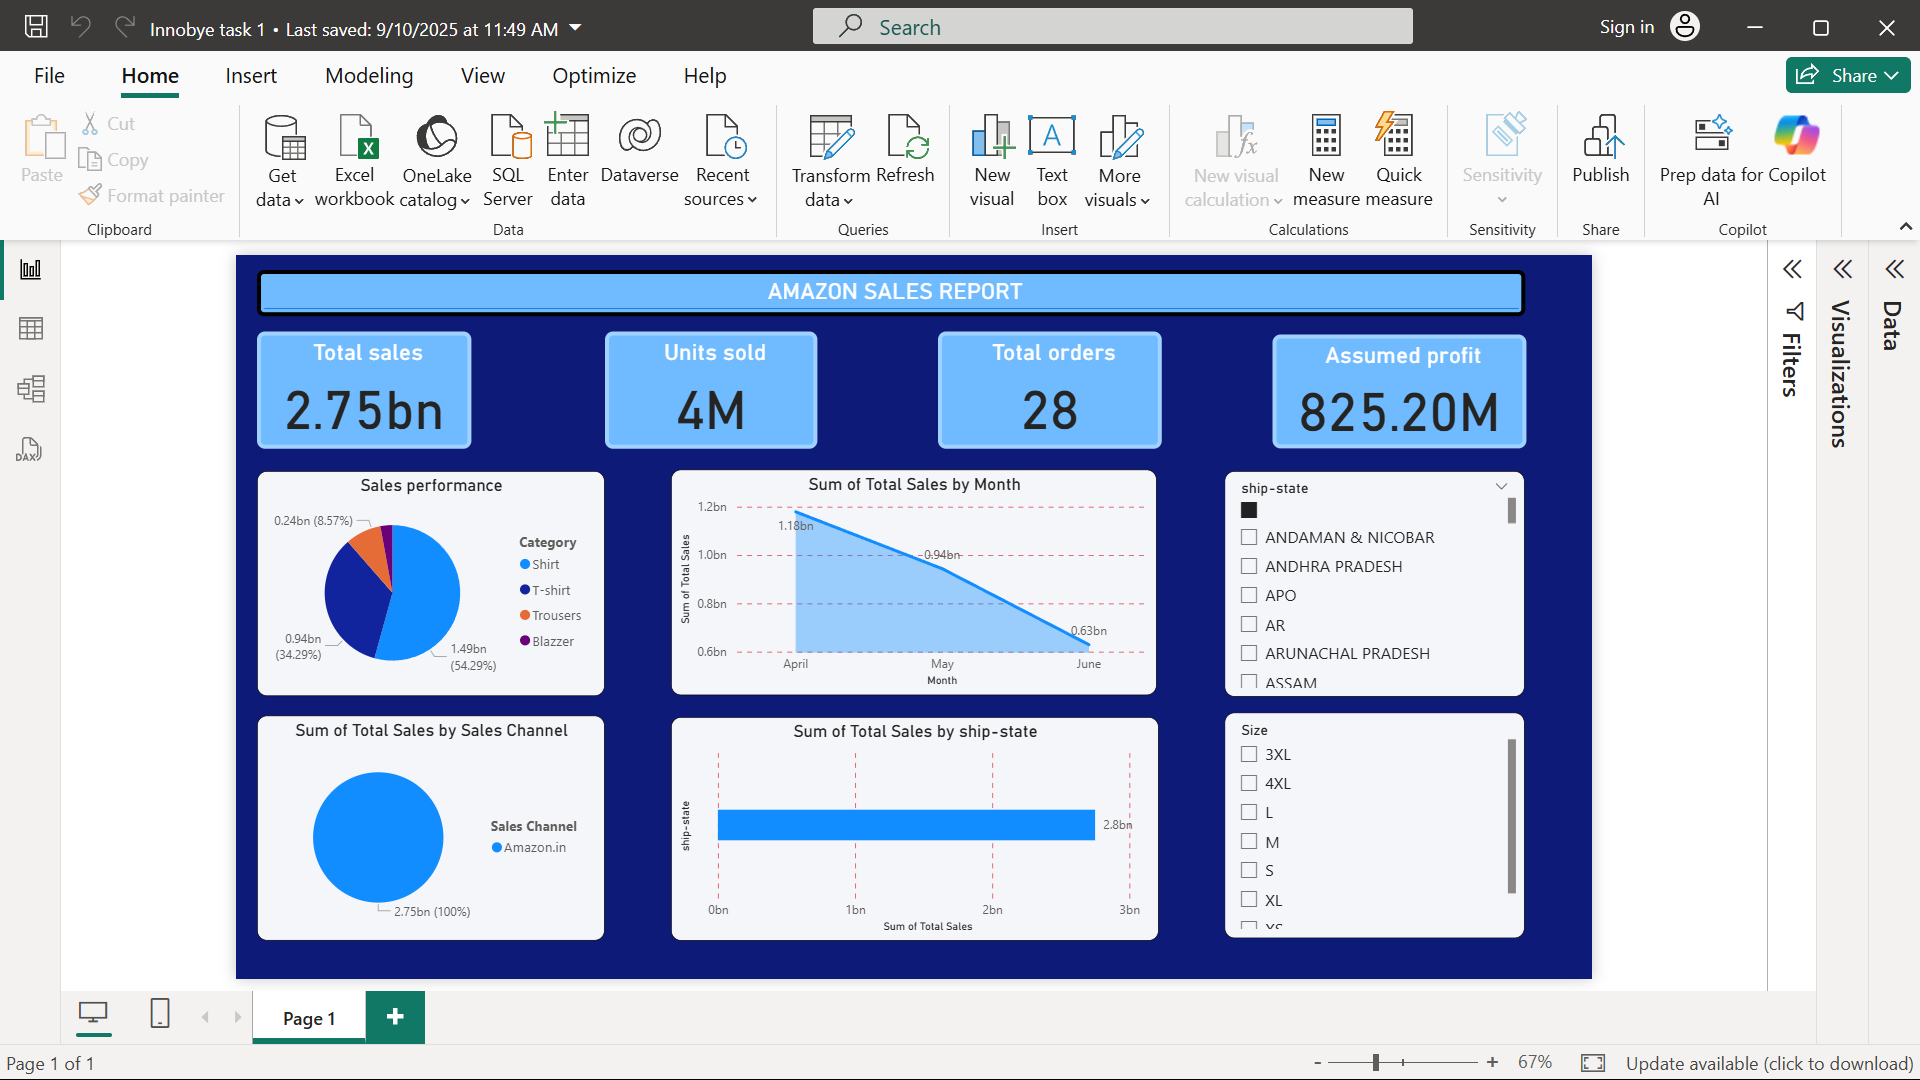 Innobye task 1 • Last saved: 9/10/2025 at 11:49 AM
Search
Sign in
File
Home
Insert
Modeling
View
Optimize
Help
Share
Paste
Cut
Copy
Format painter
Clipboard
Get data
Excel workbook
OneLake catalog
SQL Server
Enter data
Dataverse
Recent sources
Data
Transform data
Refresh
Queries
New visual
Text box
More visuals
Insert
New visual calculation
New measure
Quick measure
Calculations
Sensitivity
Sensitivity
Publish
Share
Prep data for AI
Copilot
Copilot
DAX
AMAZON SALES REPORT
Total sales
2.75bn
Units sold
4M
Total orders
28
Assumed profit
825.20M
Sales performance
0.24bn (8.57%)
0.94bn
(34.29%)
1.49bn
(54.29%)
Category
Shirt
T-shirt
Trousers
Blazzer
Sum of Total Sales by Month
Sum of Total Sales
1.2bn
1.0bn
0.8bn
0.6bn
1.18bn
0.94bn
0.63bn
April
May
June
Month
ship-state
ANDAMAN & NICOBAR
ANDHRA PRADESH
APO
AR
ARUNACHAL PRADESH
ASSAM
Sum of Total Sales by Sales Channel
Sales Channel
Amazon.in
2.75bn (100%)
Sum of Total Sales by ship-state
ship-state
2.8bn
0bn
1bn
2bn
3bn
Sum of Total Sales
Size
3XL
4XL
L
M
S
XL
XS
Filters
Visualizations
Data
Page 1
+
Page 1 of 1
-
+
67%
Update available (click to download)